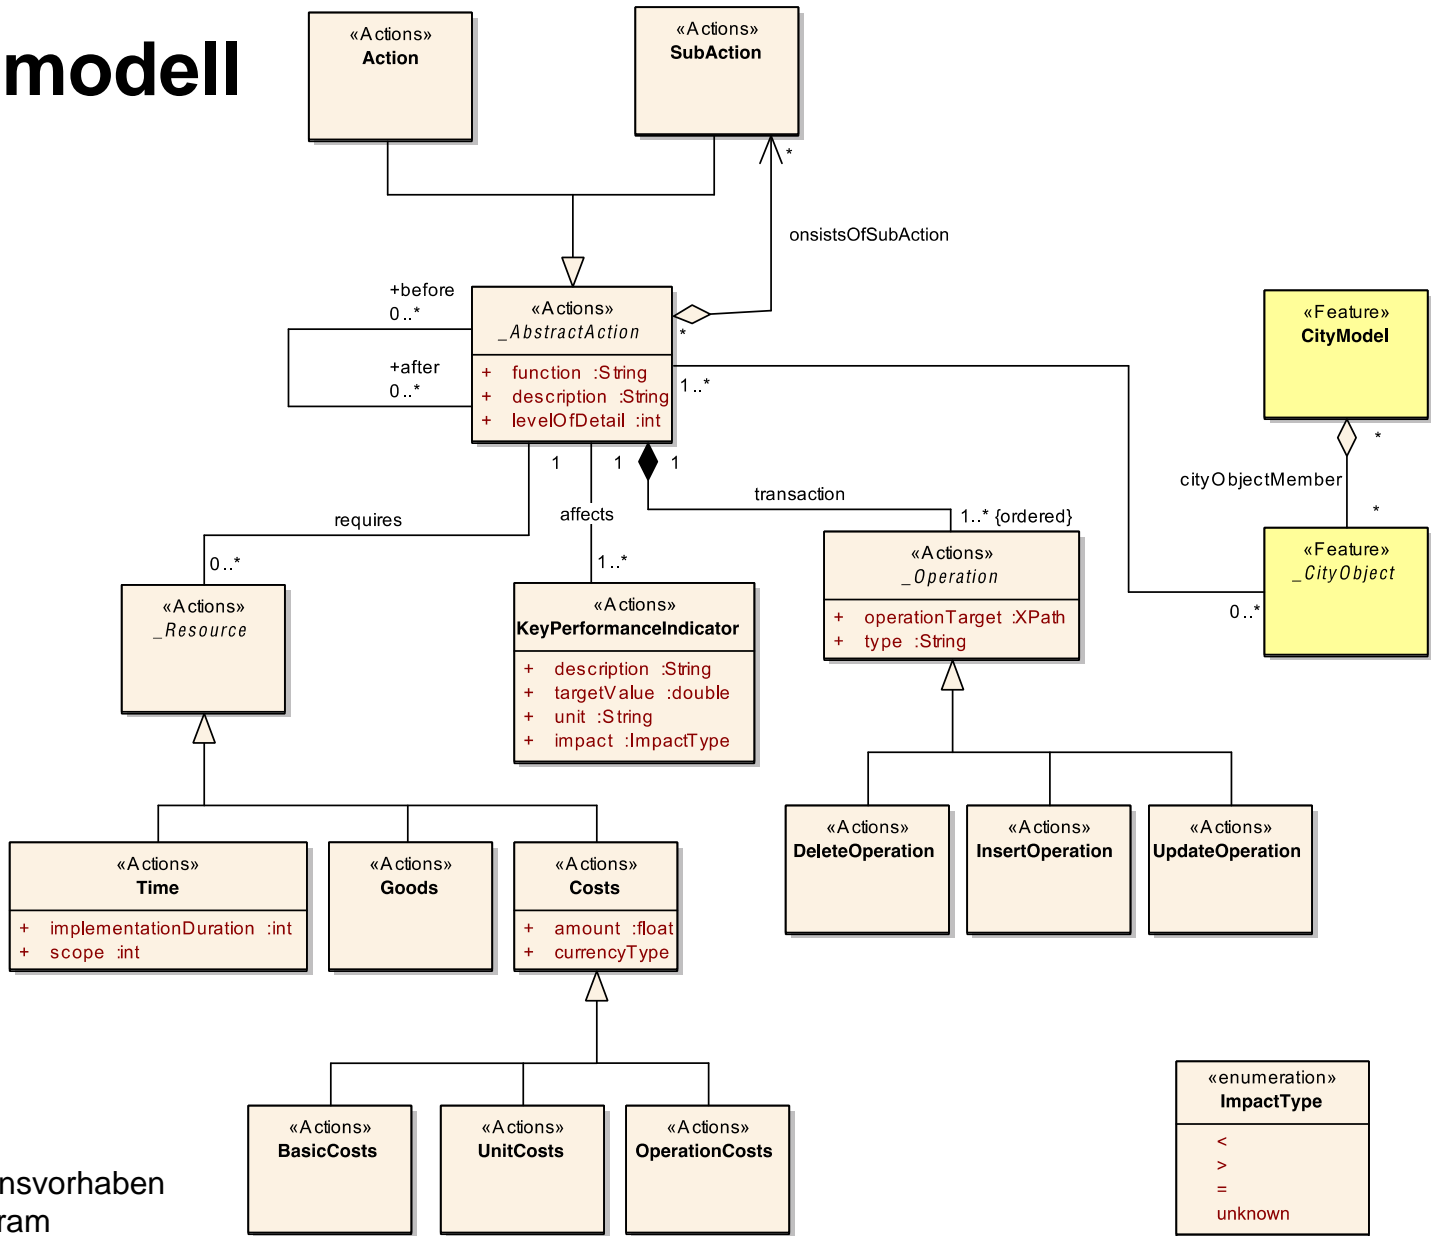 modell
«Actions»
Action
«Actions»
SubAction
*
onsistsOfSubAction
+before
0..*
+after
0..*
«Actions»
_AbstractAction
+ function :String
+ description :String
+ levelOfDetail :int
*
1..*
1
1
1
«Feature»
CityModel
*
cityObjectMember
*
«Feature»
_CityObject
0..*
requires
0..*
affects
1..*
transaction
1..* {ordered}
«Actions»
_Resource
«Actions»
KeyPerformanceIndicator
+ description :String
+ targetValue :double
+ unit :String
+ impact :ImpactType
«Actions»
_Operation
+ operationTarget :XPath
+ type :String
«Actions»
Time
+ implementationDuration :int
+ scope :int
«Actions»
Goods
«Actions»
Costs
+ amount :float
+ currencyType
«Actions»
DeleteOperation
«Actions»
InsertOperation
«Actions»
UpdateOperation
«Actions»
BasicCosts
«Actions»
UnitCosts
«Actions»
OperationCosts
«enumeration»
ImpactType
<
>
=
unknown
nsvorhaben
ram